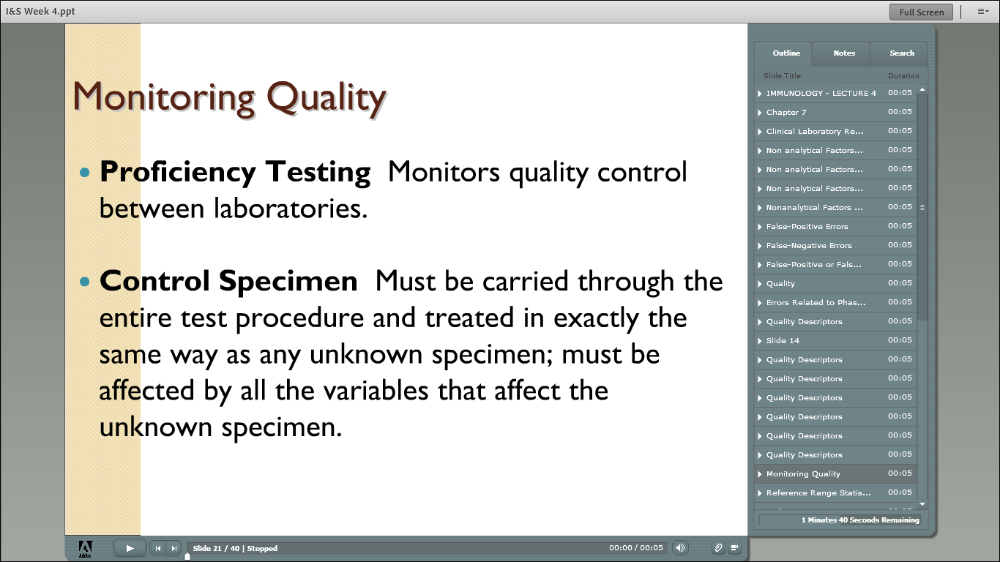 I&S Week 4.ppt
Full Screen
Monitoring Quality
• Proficiency Testing  Monitors quality control
between laboratories.
• Control Specimen  Must be carried through the
entire test procedure and treated in exactly the
same way as any unknown specimen; must be
affected by all the variables that affect the
unknown specimen.
Outline Notes Search
Slide Title Duration
IMMUNOLOGY - LECTURE 4 00:05
Chapter 7 00:05
Clinical Laboratory Re... 00:05
Non analytical Factors... 00:05
Non analytical Factors... 00:05
Non analytical Factors... 00:05
Nonanalytical Factors ... 00:05
False-Positive Errors 00:05
False-Negative Errors 00:05
False-Positive or Fals... 00:05
Quality 00:05
Errors Related to Phas... 00:05
Quality Descriptors 00:05
Slide 14 00:05
Quality Descriptors 00:05
Quality Descriptors 00:05
Quality Descriptors 00:05
Quality Descriptors 00:05
Quality Descriptors 00:05
Quality Descriptors 00:05
Monitoring Quality 00:05
Reference Range Statis... 00:05
1 Minutes 40 Seconds Remaining
Adobe
Slide 21 / 40 | Stopped
00:00 / 00:05